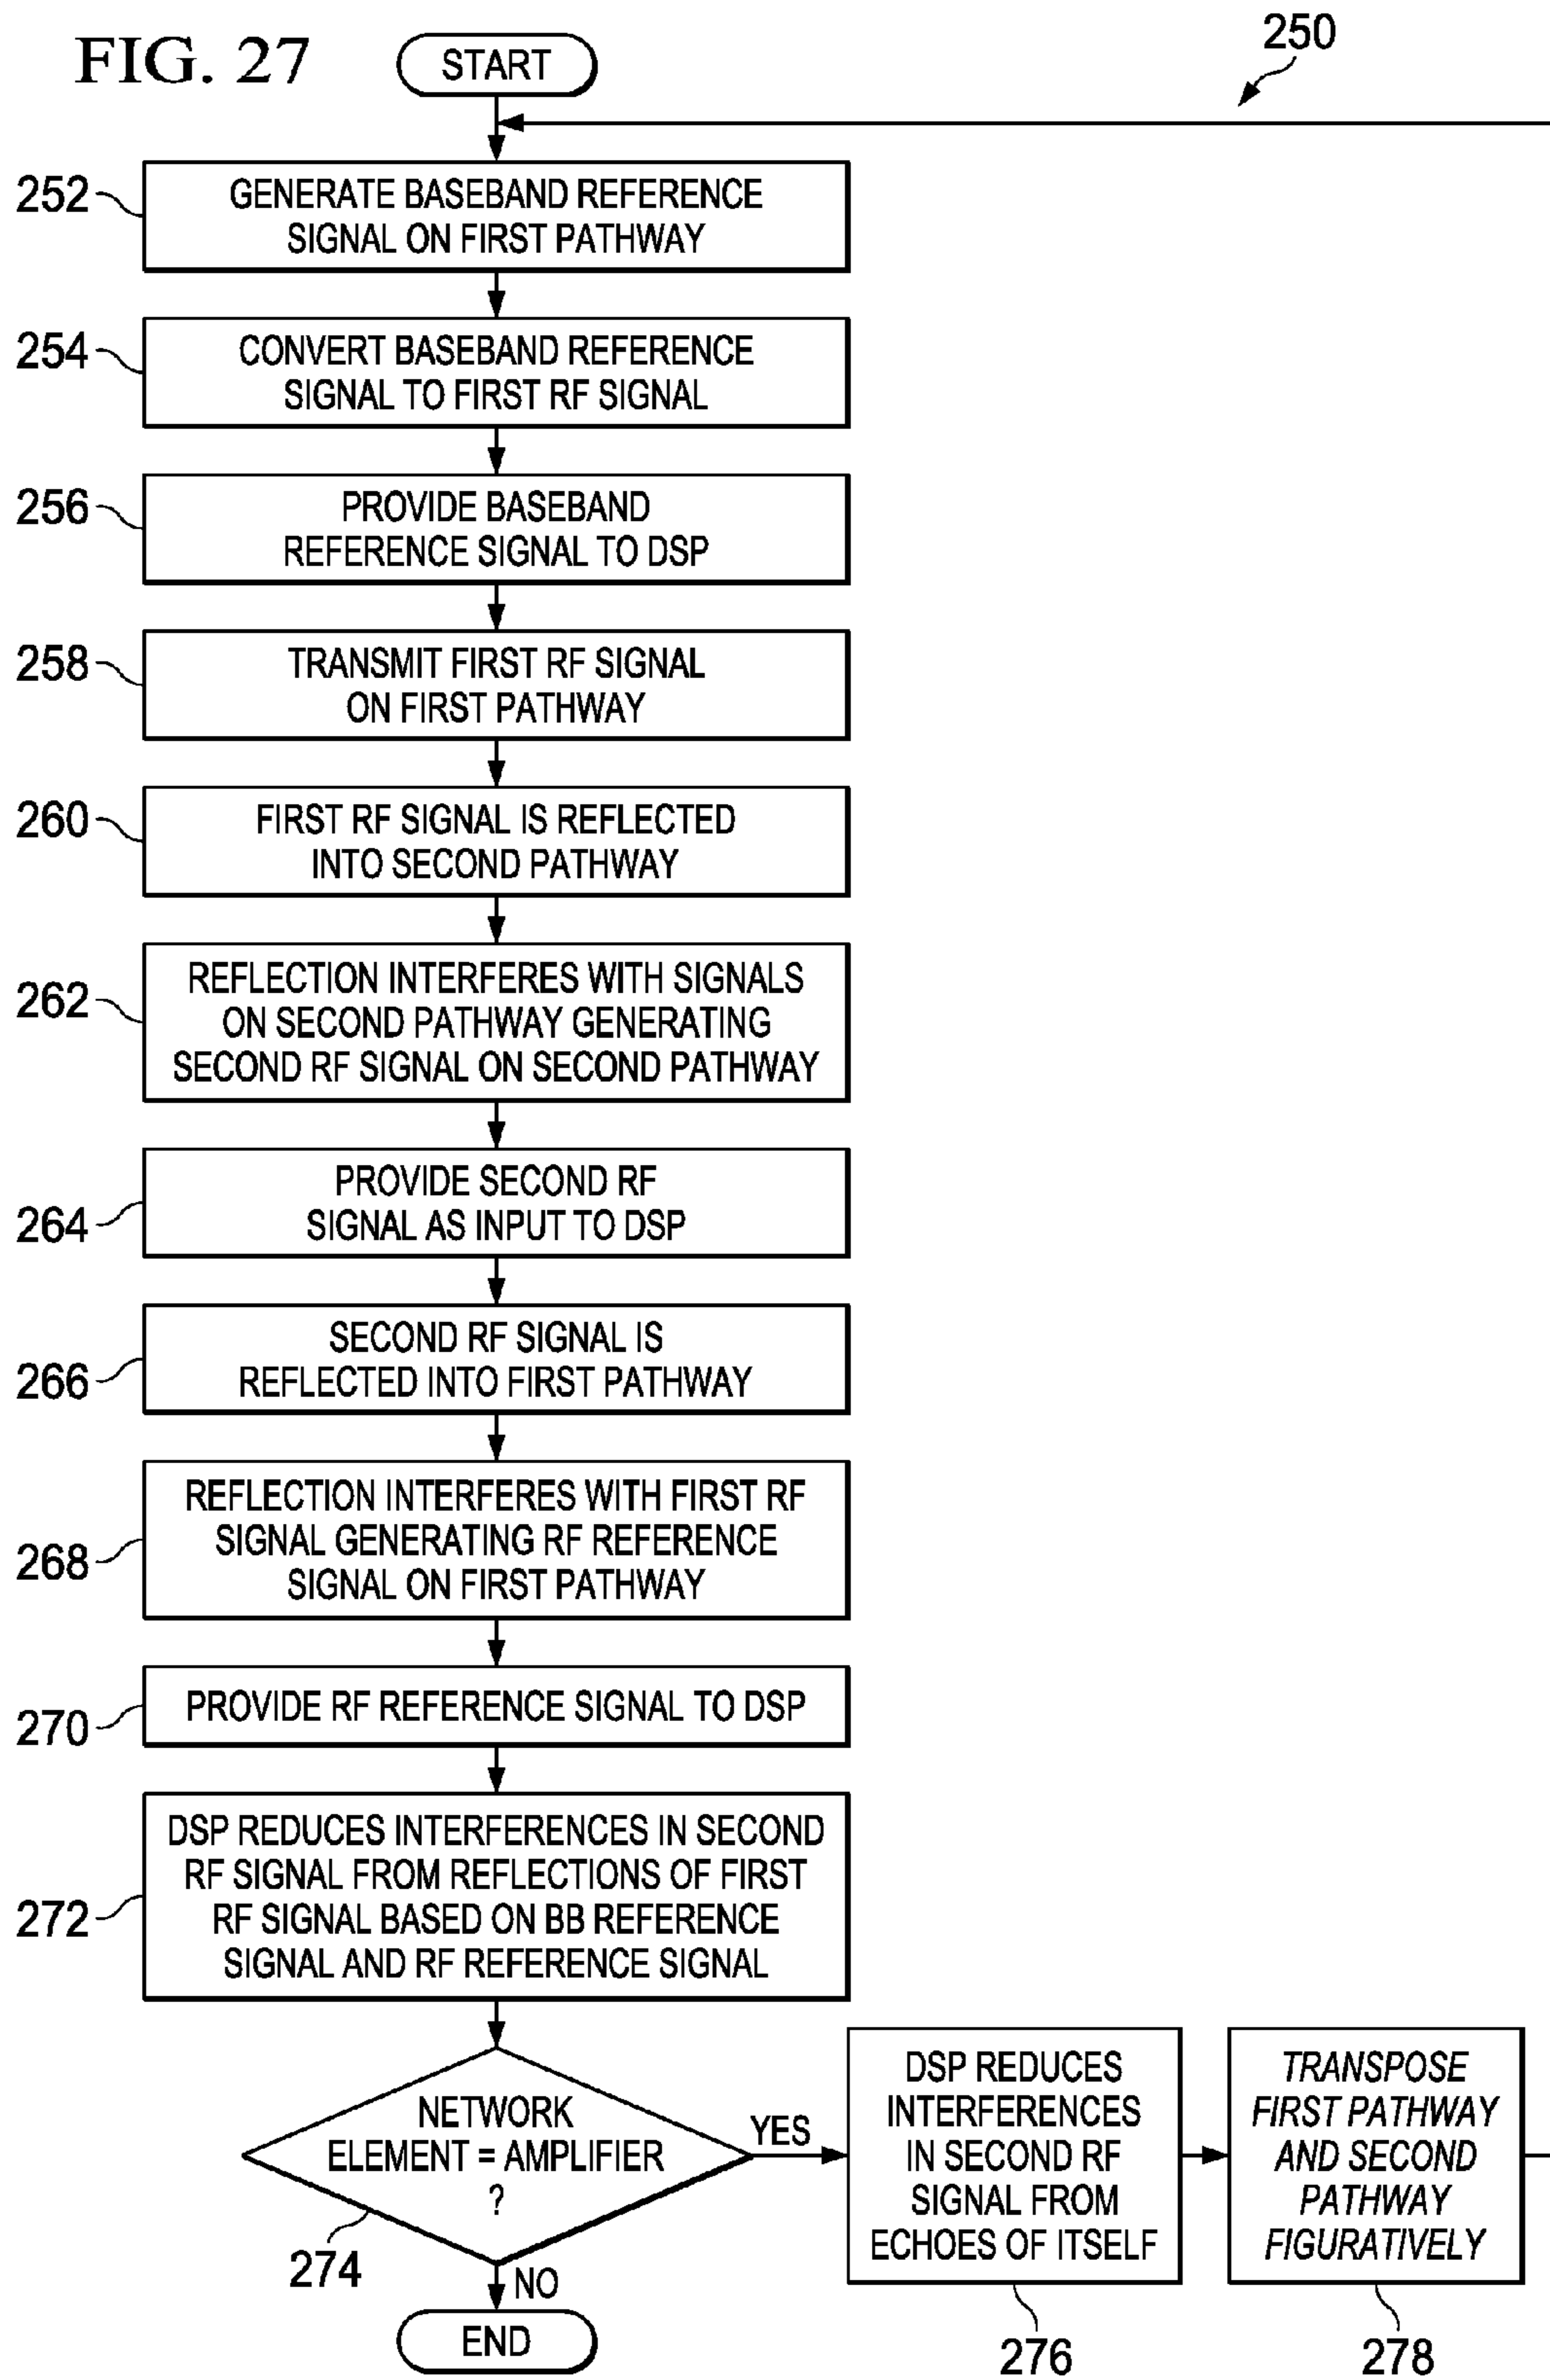 FIG. 27
START
250
252
GENERATE BASEBAND REFERENCE
SIGNAL ON FIRST PATHWAY
254
CONVERT BASEBAND REFERENCE
SIGNAL TO FIRST RF SIGNAL
256
PROVIDE BASEBAND
REFERENCE SIGNAL TO DSP
258
TRANSMIT FIRST RF SIGNAL
ON FIRST PATHWAY
260
FIRST RF SIGNAL IS REFLECTED
INTO SECOND PATHWAY
262
REFLECTION INTERFERES WITH SIGNALS
ON SECOND PATHWAY GENERATING
SECOND RF SIGNAL ON SECOND PATHWAY
264
PROVIDE SECOND RF
SIGNAL AS INPUT TO DSP
266
SECOND RF SIGNAL IS
REFLECTED INTO FIRST PATHWAY
268
REFLECTION INTERFERES WITH FIRST RF
SIGNAL GENERATING RF REFERENCE
SIGNAL ON FIRST PATHWAY
270
PROVIDE RF REFERENCE SIGNAL TO DSP
272
DSP REDUCES INTERFERENCES IN SECOND
RF SIGNAL FROM REFLECTIONS OF FIRST
RF SIGNAL BASED ON BB REFERENCE
SIGNAL AND RF REFERENCE SIGNAL
NETWORK
ELEMENT = AMPLIFIER
?
274
YES
NO
END
DSP REDUCES
INTERFERENCES
IN SECOND RF
SIGNAL FROM
ECHOES OF ITSELF
276
TRANSPOSE
FIRST PATHWAY
AND SECOND
PATHWAY
FIGURATIVELY
278